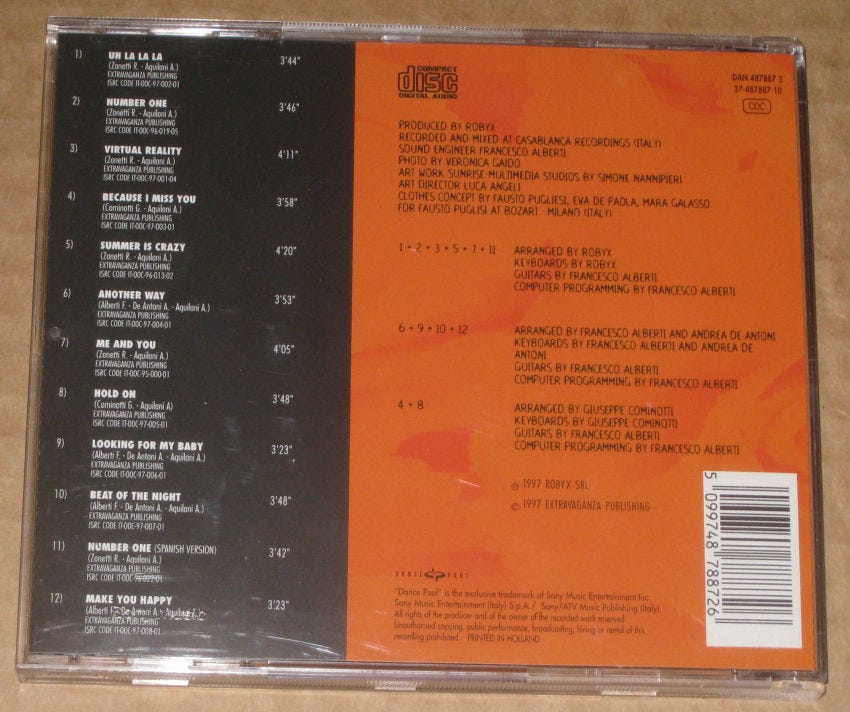 1) UH LA LA LA 3'44"
(Zanetti R. - Aquilani A.)
EXTRAVAGANZA PUBLISHING
ISRC CODE IT-00C-97-002-01
2) NUMBER ONE 3'46"
(Zanetti R. - Aquilani A.)
EXTRAVAGANZA PUBLISHING
ISRC CODE IT-00C-96-019-05
3) VIRTUAL REALITY 4'11"
(Zanetti R. - Aquilani A.)
EXTRAVAGANZA PUBLISHING
ISRC CODE IT-00C-97-001-04
4) BECAUSE I MISS YOU 3'58"
(Cominotti G. - Aquilani A.)
EXTRAVAGANZA PUBLISHING
ISRC CODE IT-00C-97-003-01
5) SUMMER IS CRAZY 4'20"
(Zanetti R. - Aquilani A.)
EXTRAVAGANZA PUBLISHING
ISRC CODE IT-00C-96-013-02
6) ANOTHER WAY 3'53"
(Alberti F. - De Antoni A. - Aquilani A.)
EXTRAVAGANZA PUBLISHING
ISRC CODE IT-00C-97-004-01
7) ME AND YOU 4'05"
(Zanetti R. - Aquilani A.)
EXTRAVAGANZA PUBLISHING
ISRC CODE IT-00C-95-000-01
8) HOLD ON 3'48"
(Cominotti G. - Aquilani A)
EXTRAVAGANZA PUBLISHING
ISRC CODE IT-00C-97-005-01
9) LOOKING FOR MY BABY 3'23"
(Alberti F. - De Antoni A. - Aquilani A.)
EXTRAVAGANZA PUBLISHING
ISRC CODE IT-00C-97-006-01
10) BEAT OF THE NIGHT 3'48"
(Alberti F. - De Antoni A. - Aquilani A.)
EXTRAVAGANZA PUBLISHING
ISRC CODE IT-00C-97-007-01
11) NUMBER ONE (SPANISH VERSION) 3'42"
(Zanetti R. - Aquilani A.)
EXTRAVAGANZA PUBLISHING
ISRC CODE IT-00C-96-022-01
12) MAKE YOU HAPPY 3'23"
(Alberti F. - De Antoni A. - Aquilani A.)
EXTRAVAGANZA PUBLISHING
ISRC CODE IT-00C-97-008-01
COMPACT
disc
DIGITAL AUDIO
DAN 487887 2
37-487887-10
CDC
PRODUCED BY ROBYX
RECORDED AND MIXED AT CASABLANCA RECORDINGS (ITALY)
SOUND ENGINEER FRANCESCO ALBERTI
PHOTO BY VERONICA GAIDO
ART WORK SUNRISE MULTIMEDIA STUDIOS BY SIMONE NANNIPIERI
ART DIRECTOR LUCA ANGELI
CLOTHES CONCEPT BY FAUSTO PUGLIESI, EVA DE PAOLA, MARA GALASSO
FOR FAUSTO PUGLISI AT BOZART MILANO (ITALY)
1 + 2 + 3 + 5 + 7 + 11 ARRANGED BY ROBYX
KEYBOARDS BY ROBYX
GUITARS BY FRANCESCO ALBERTI
COMPUTER PROGRAMMING BY FRANCESCO ALBERTI
6 + 9 + 10 + 12 ARRANGED BY FRANCESCO ALBERTI AND ANDREA DE ANTONI
KEYBOARDS BY FRANCESCO ALBERTI AND ANDREA DE
ANTONI
GUITARS BY FRANCESCO ALBERTI
COMPUTER PROGRAMMING BY FRANCESCO ALBERTI
4 + 8 ARRANGED BY GIUSEPPE COMINOTTI
KEYBOARDS BY GIUSEPPE COMINOTTI
GUITARS BY FRANCESCO ALBERTI
COMPUTER PROGRAMMING BY FRANCESCO ALBERTI
℗ 1997 ROBYX SRL
© 1997 EXTRAVAGANZA PUBLISHING
5 099748 788726
DANCE dp POOL
"Dance Pool" is the exclusive trademark of Sony Music Entertainment Inc.
Sony Music Entertainment (Italy) S.p.A./ Sony/ATV Music Publishing (Italy)
All rights of the producer and of the owner of the recorded work reserved.
Unauthorised copying, public performance, broadcasting, hiring or rental of this
recording prohibited. PRINTED IN HOLLAND